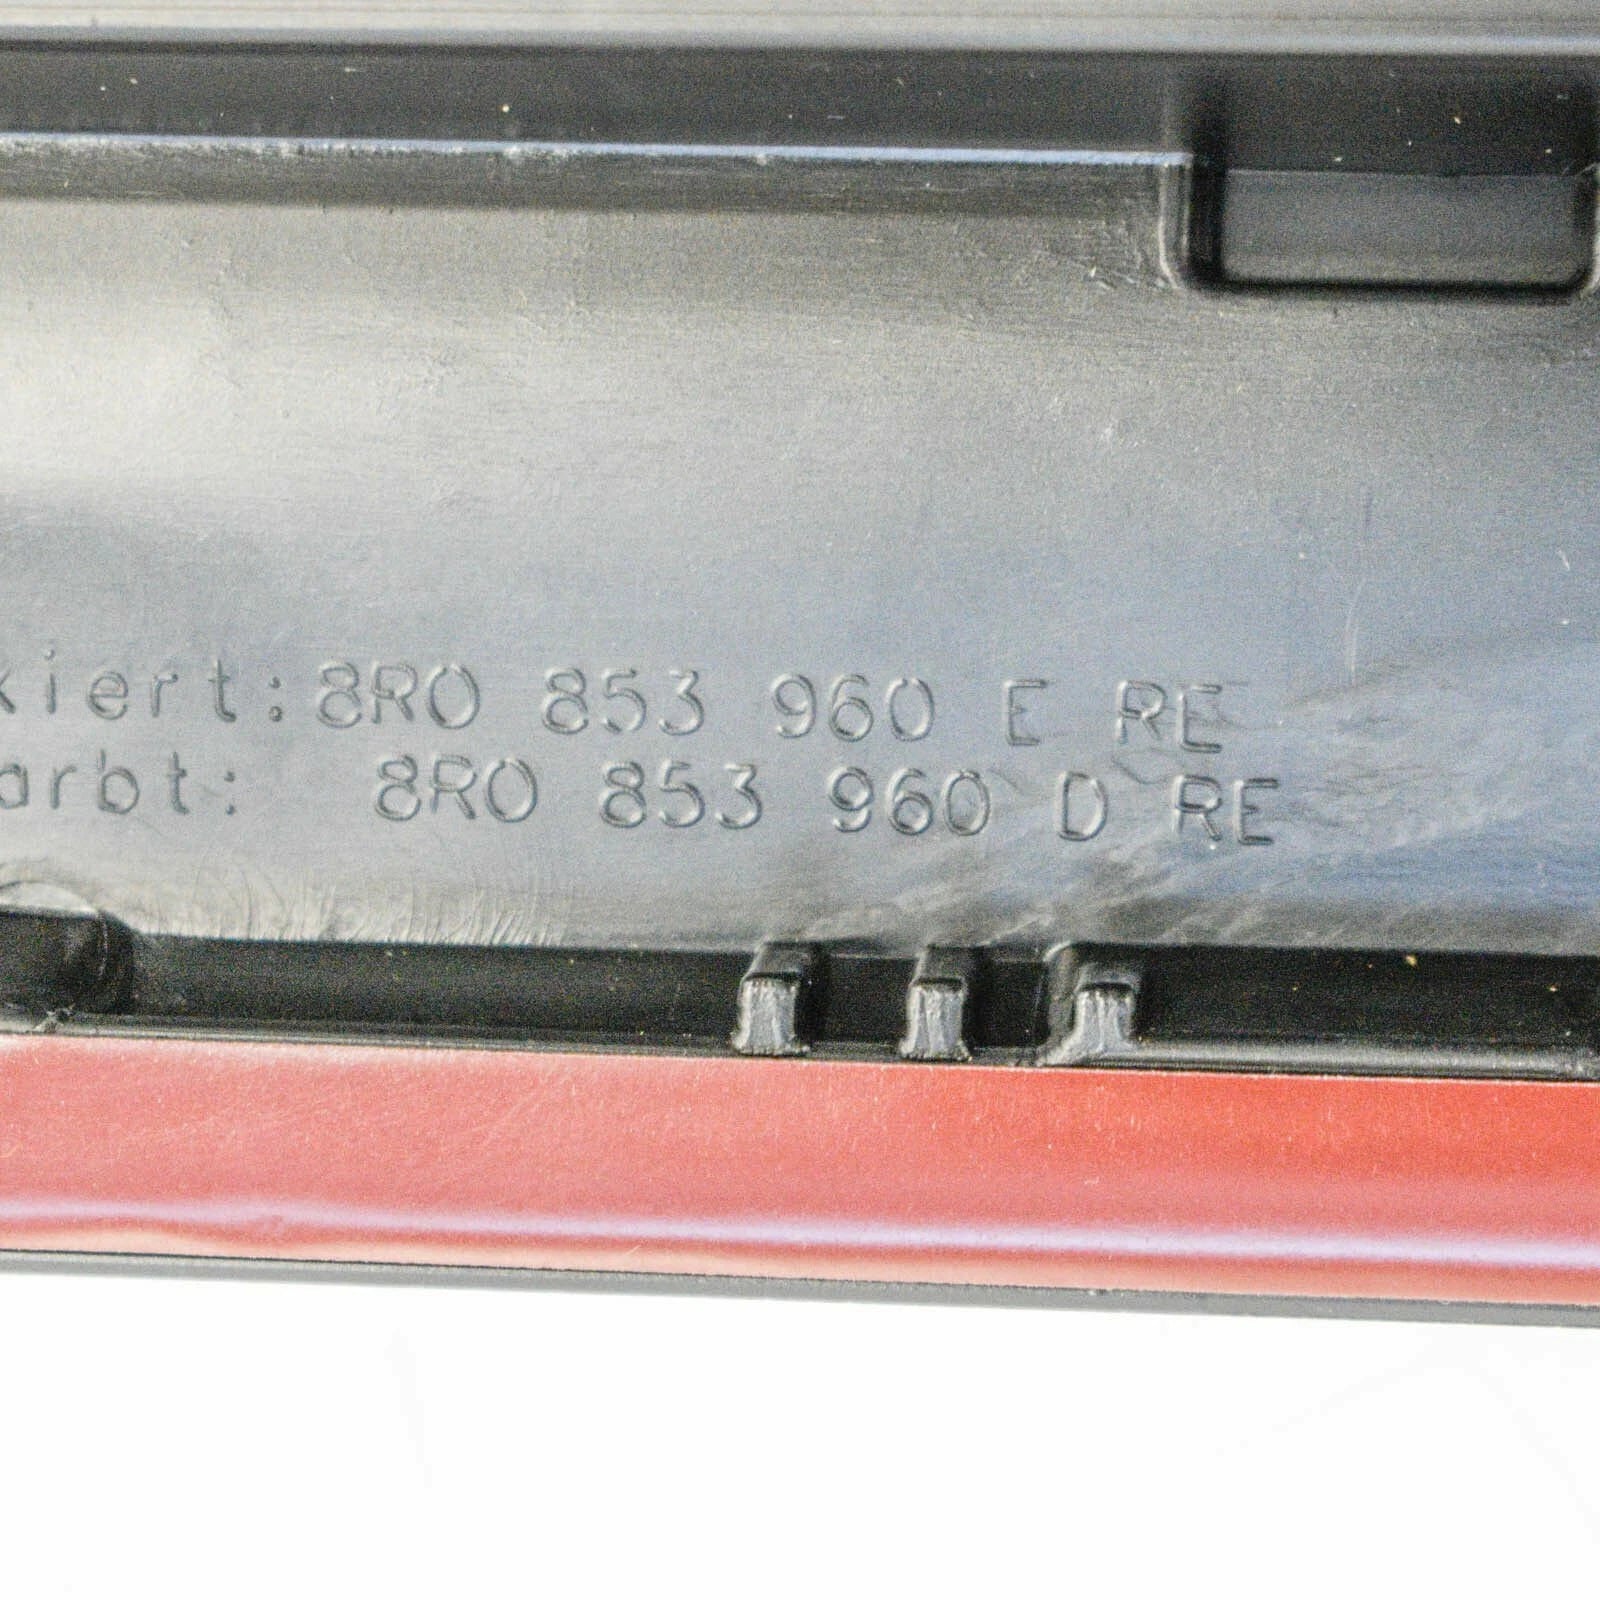 kiert:8R0 853 960 E RE
arbt: 8R0 853 960 D RE